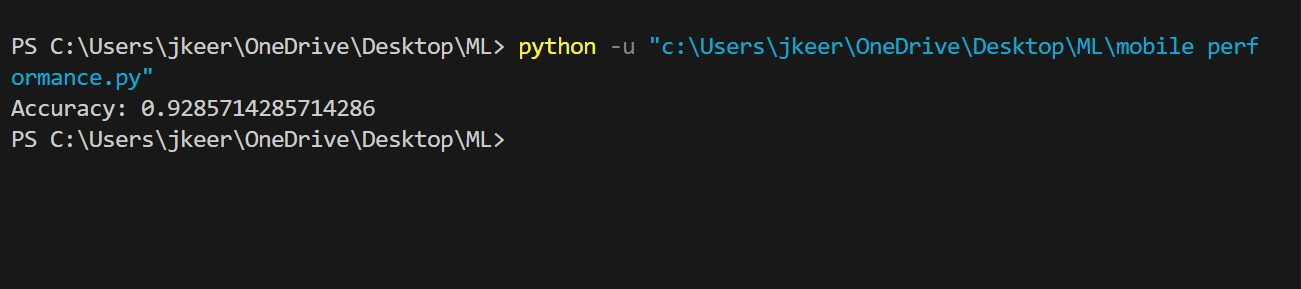 PS C:\Users\jkeer\OneDrive\Desktop\ML> python -u "c:\Users\jkeer\OneDrive\Desktop\ML\mobile perf
ormance.py"
Accuracy: 0.9285714285714286
PS C:\Users\jkeer\OneDrive\Desktop\ML>